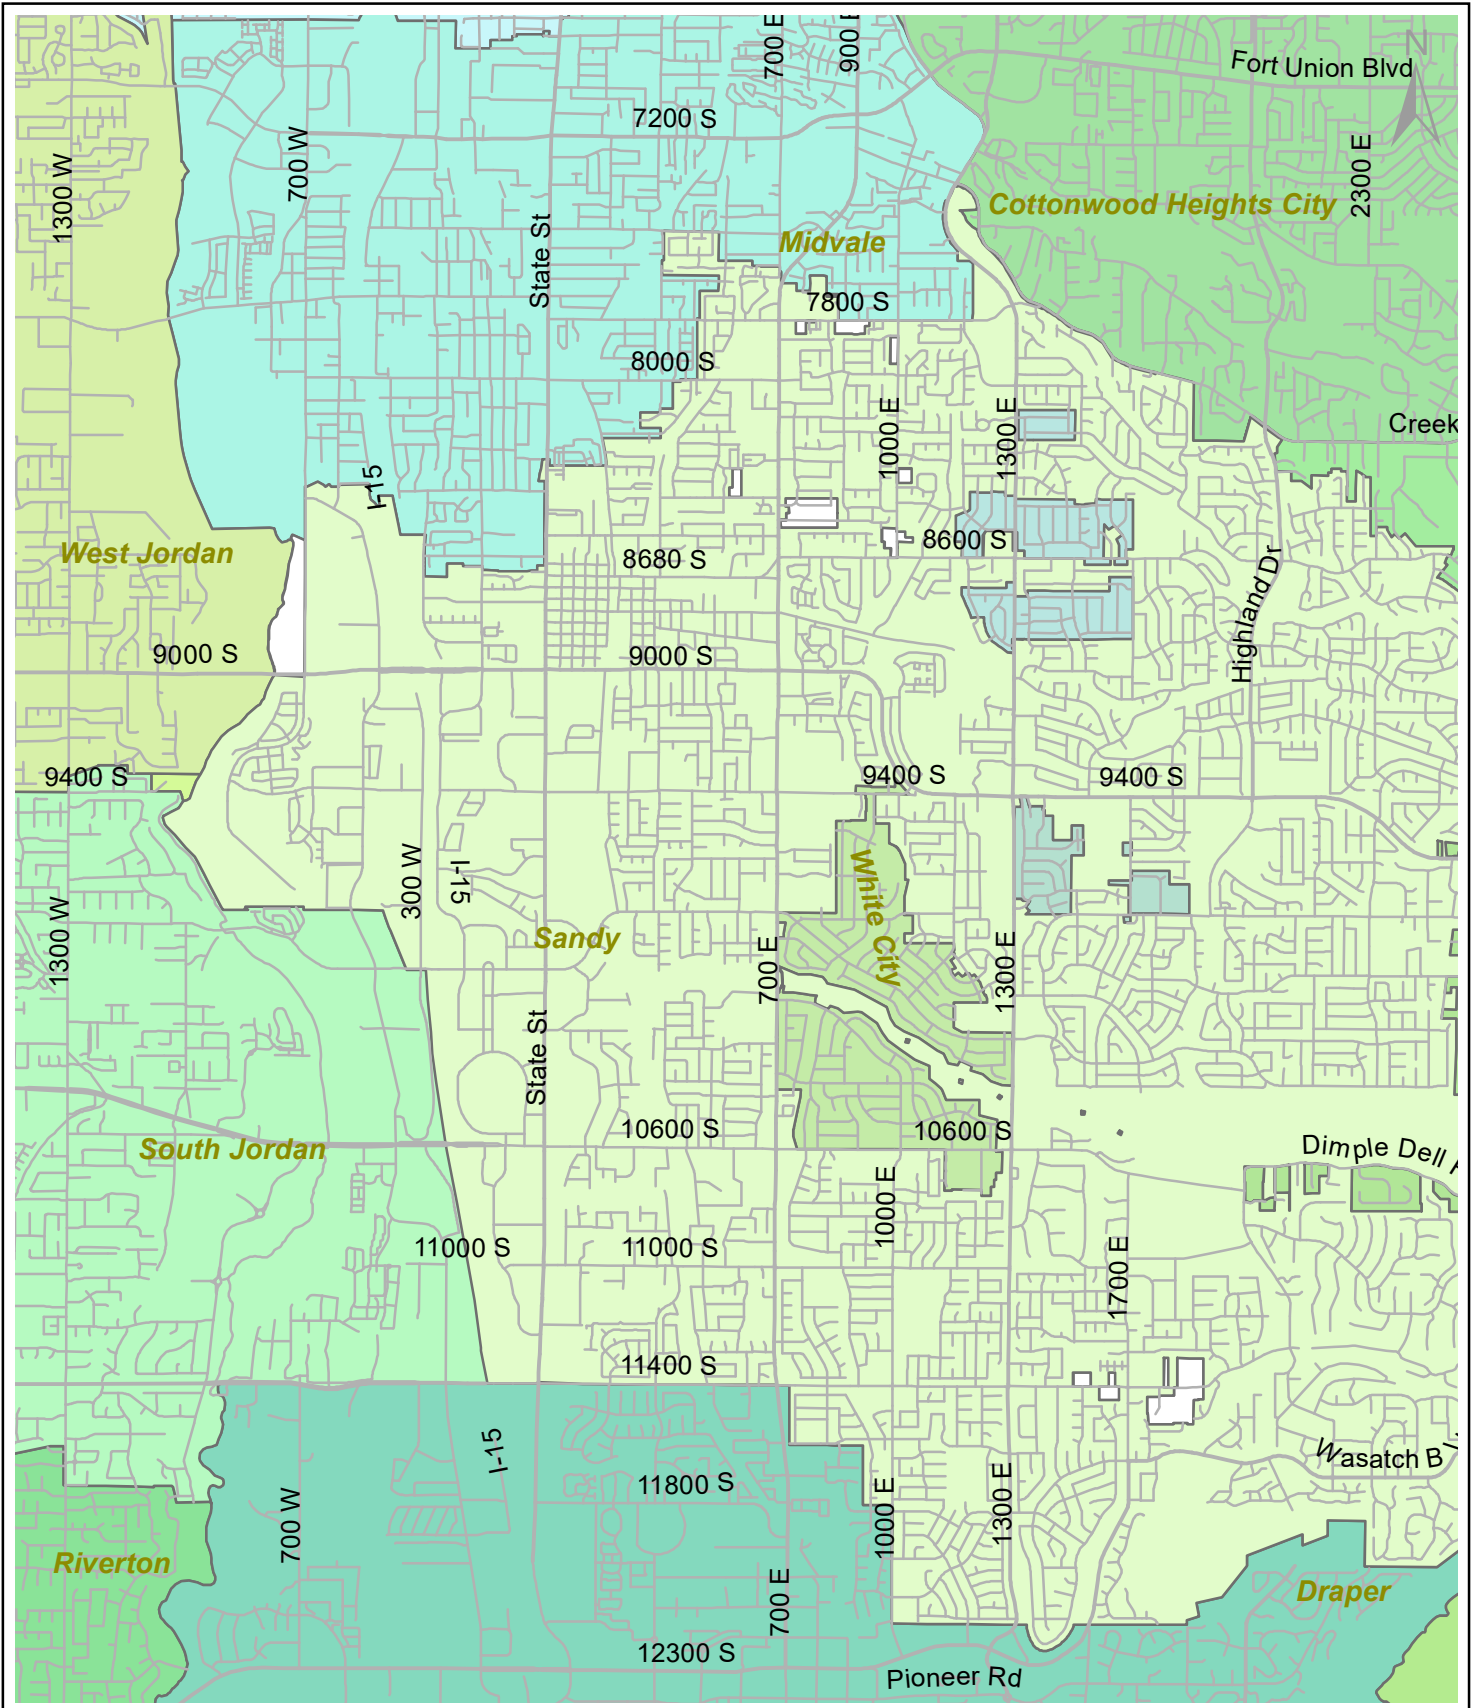 700 E
900 E
N
Fort Union Blvd
7200 S
1300 W
700 W
2300 E
Cottonwood Heights City
State St
Midvale
7800 S
8000 S
1000 E
1300 E
Creek
I-15
West Jordan
8680 S
8600 S
Highland Dr
9000 S
9000 S
9400 S
9400 S
9400 S
300 W
I-15
White City
1300 W
Sandy
700 E
1300 E
State St
10600 S
10600 S
South Jordan
Dimple Dell
1000 E
11000 S
11000 S
1700 E
11400 S
I-15
Wasatch Bl
11800 S
700 W
1000 E
1300 E
Riverton
700 E
Draper
12300 S
Pioneer Rd